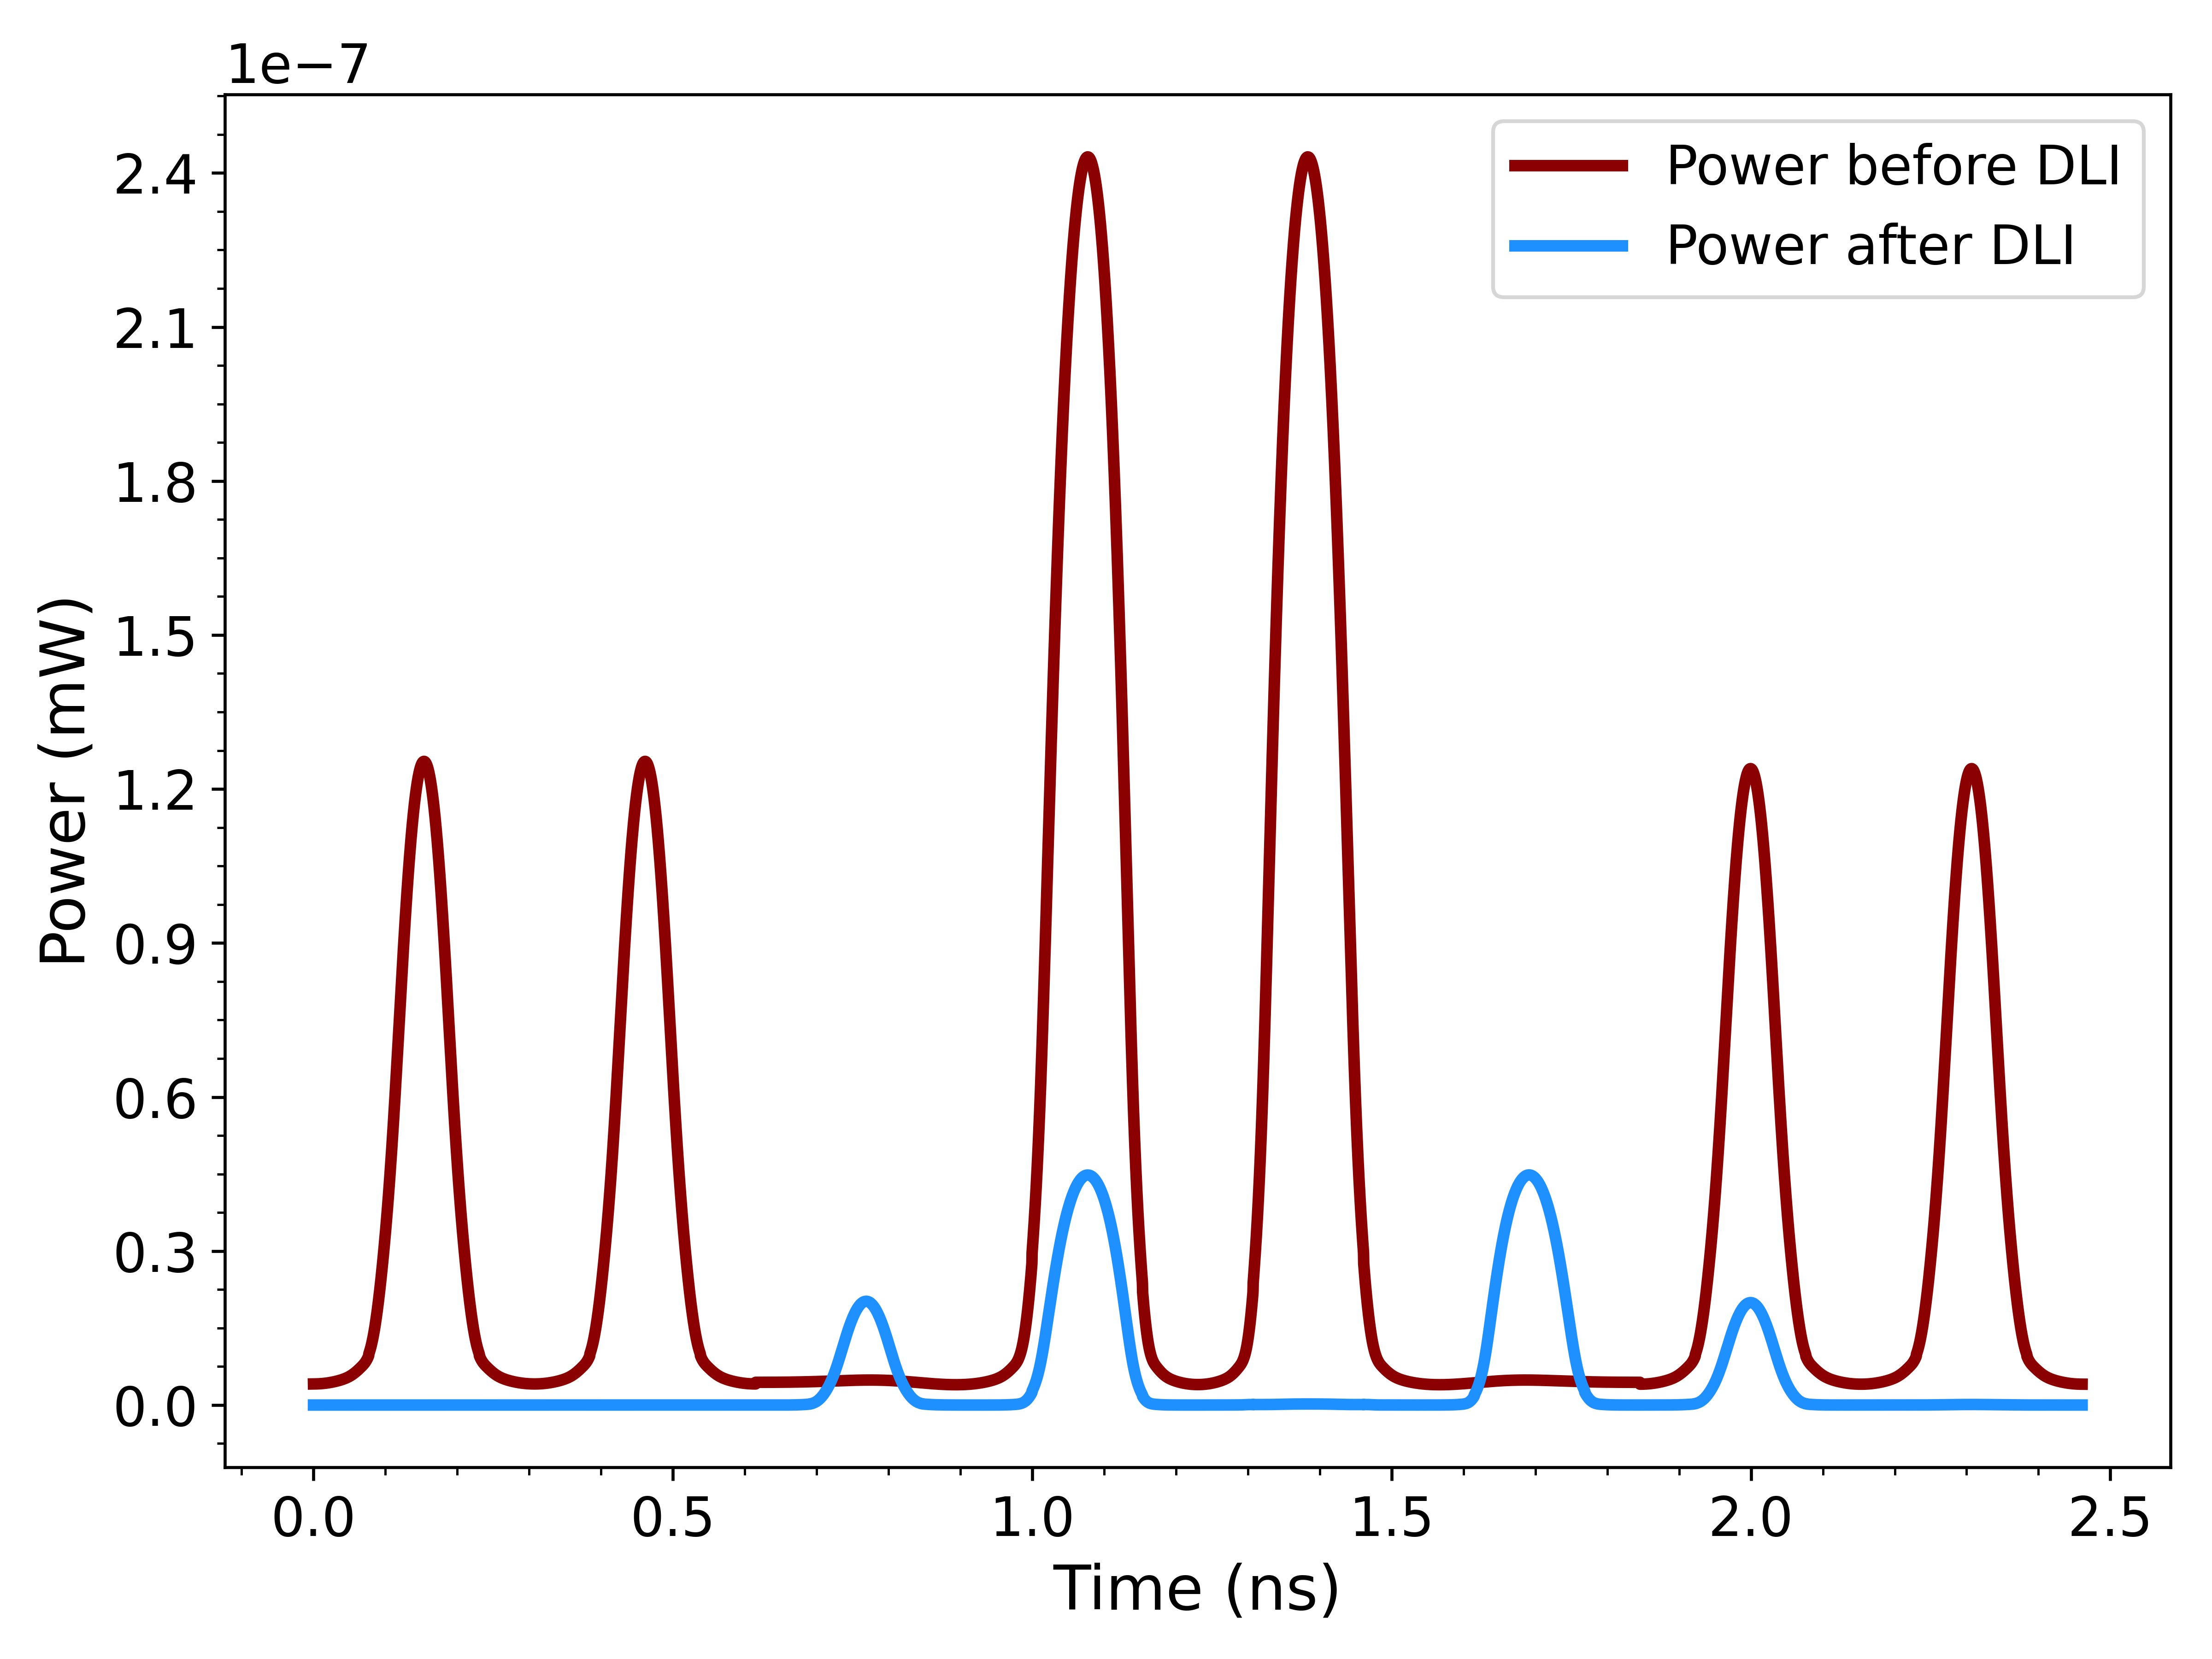 1e−7
Power before DLI
Power after DLI
2.4
2.1
1.8
1.5
1.2
0.9
0.6
0.3
0.0
Power (mW)
0.0 0.5 1.0 1.5 2.0 2.5
Time (ns)